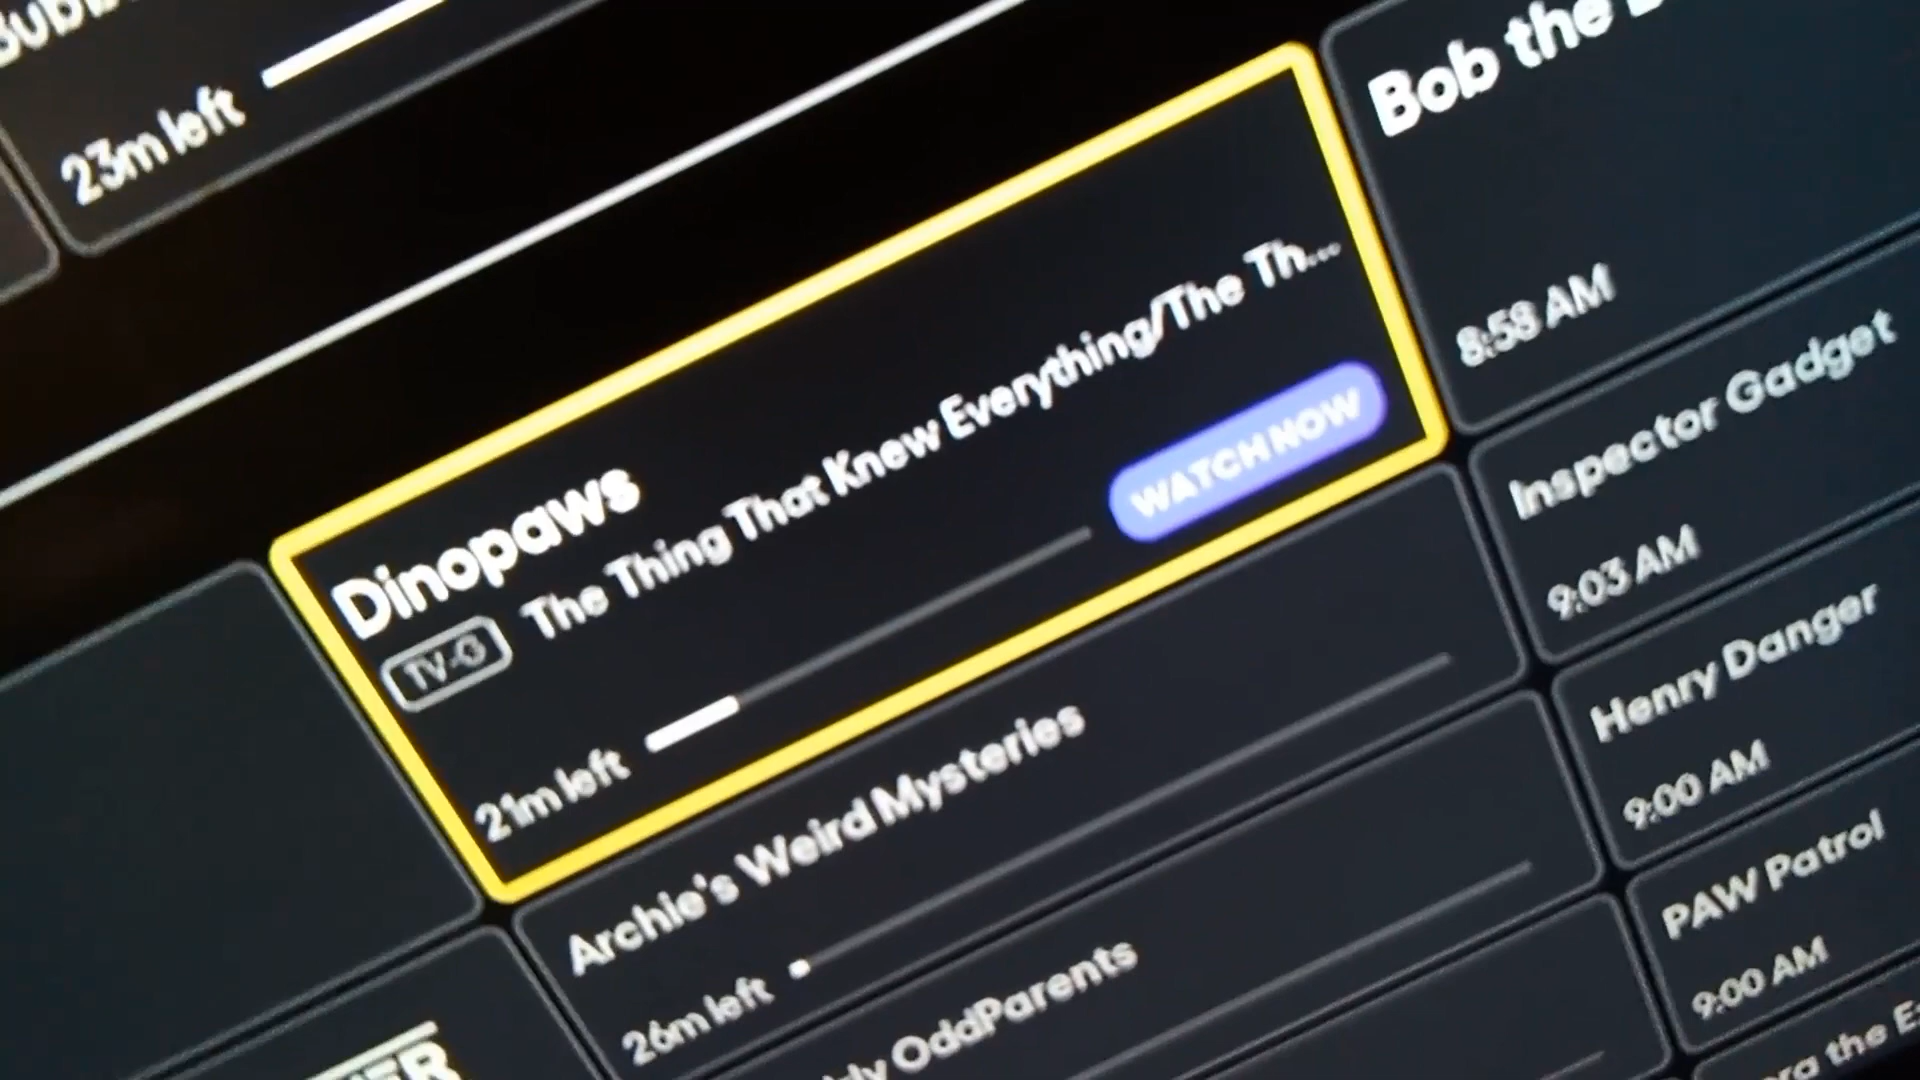 23m left
Dinopaws
TV-G
The Thing That Knew Everything/The Th...
21m left
WATCH NOW
Bob the
8:58 AM
Archie's Weird Mysteries
26m left
Inspector Gadget
9:03 AM
OddParents
Henry Danger
9:00 AM
PAW Patrol
9:00 AM
the